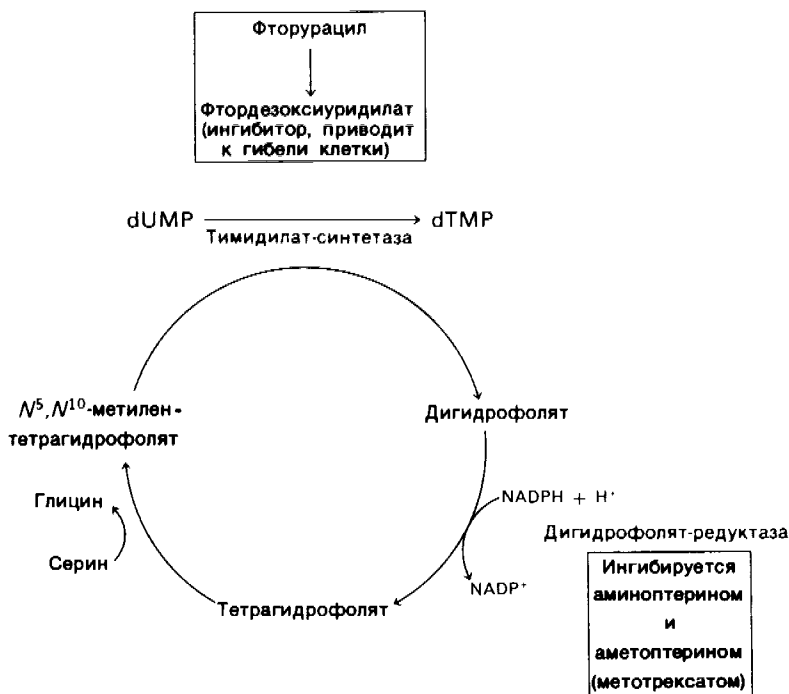 Фторурацил
Фтордезоксиуридилат
(ингибитор, приводит
к гибели клетки)
dUMP
dTMP
Тимидилат-синтетаза
N⁵,N¹⁰-метилен-
тетрагидрофолят
Дигидрофолят
Глицин
NADPH + H⁺
Дигидрофолят-редуктаза
Серин
NADP⁺
Тетрагидрофолят
Ингибируется
аминоптерином
и
аметоптерином
(метотрексатом)